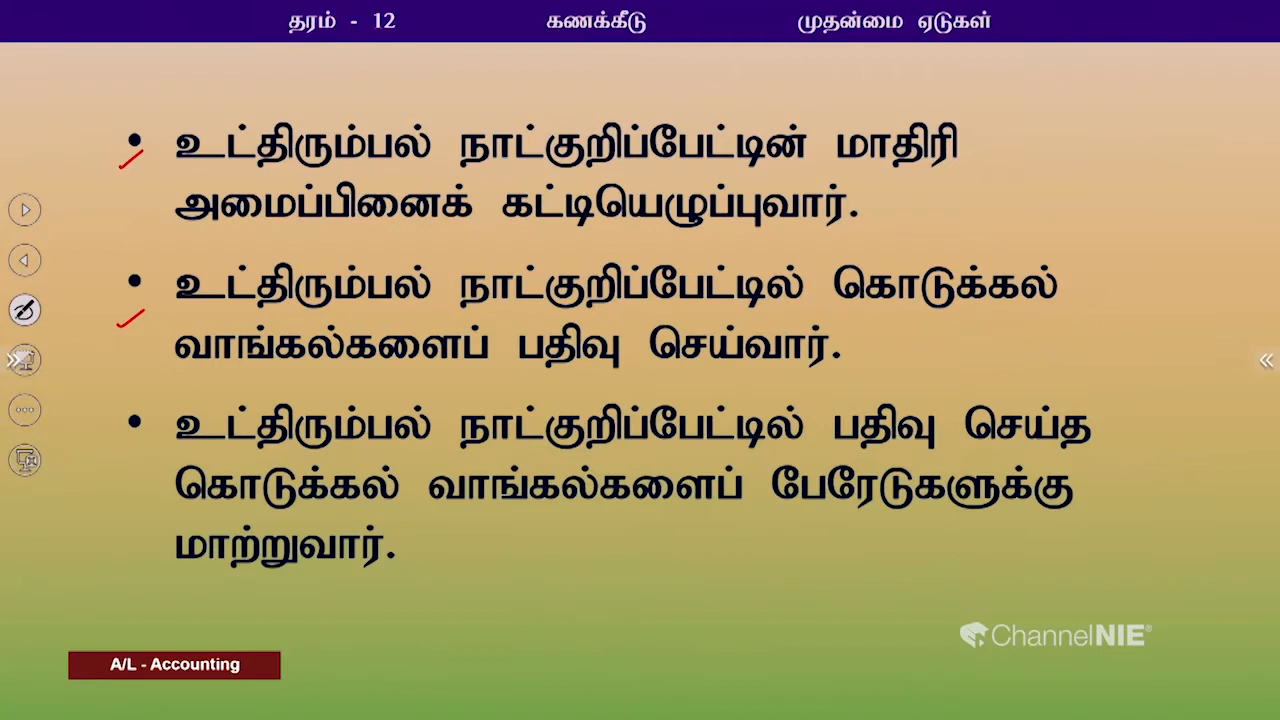 தரம் - 12 கணக்கீடு முதன்மை ஏடுகள்
• உட்திரும்பல் நாட்குறிப்பேட்டின் மாதிரி
அமைப்பினைக் கட்டியெழுப்புவார்.
• உட்திரும்பல் நாட்குறிப்பேட்டில் கொடுக்கல்
வாங்கல்களைப் பதிவு செய்வார்.
• உட்திரும்பல் நாட்குறிப்பேட்டில் பதிவு செய்த
கொடுக்கல் வாங்கல்களைப் பேரேடுகளுக்கு
மாற்றுவார்.
ChannelNIE®
A/L - Accounting